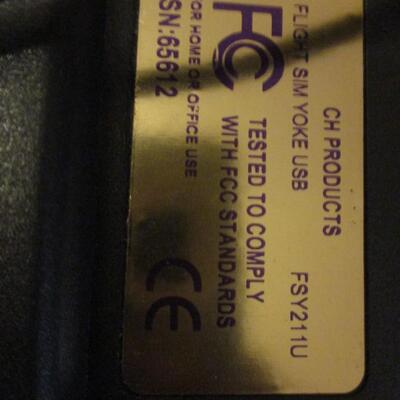 CH PRODUCTS
FLIGHT SIM YOKE USB FSY211U
FC
TESTED TO COMPLY
WITH FCC STANDARDS
FOR HOME OR OFFICE USE
SN:65612
CE